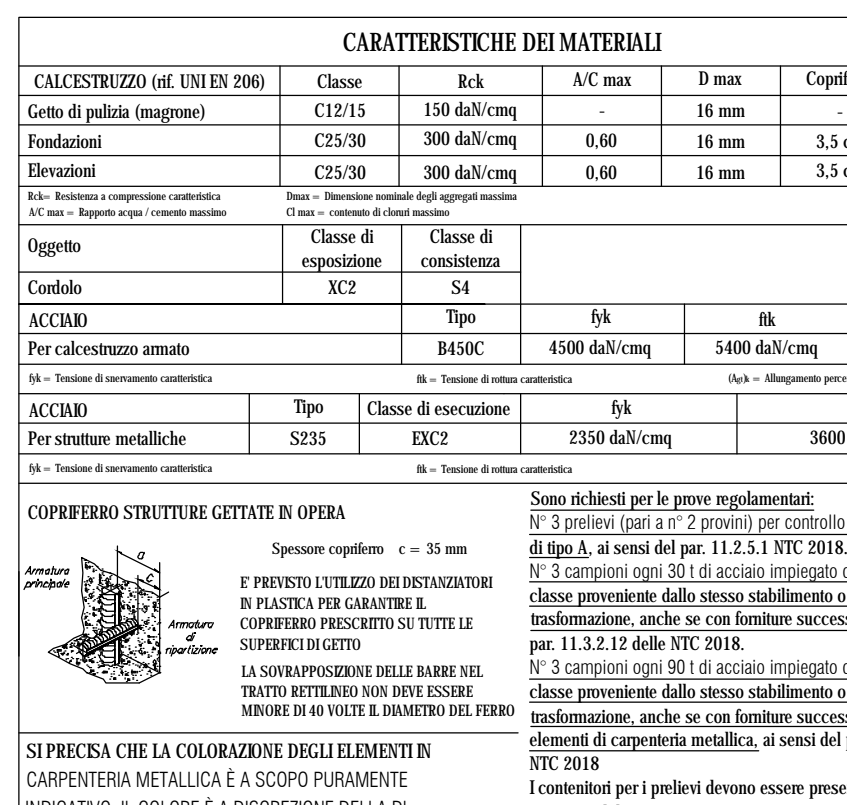 CARATTERISTICHE DEI MATERIALI
CALCESTRUZZO (rif. UNI EN 206) Classe Rck A/C max D max
Getto di pulizia (magrone) C12/15 150 daN/cmq - 16 mm -
Fondazioni C25/30 300 daN/cmq 0,60 16 mm 3,5
Elevazioni C25/30 300 daN/cmq 0,60 16 mm 3,5
Rck= Resistenza a compressione caratteristica Dmax = Dimensione nominale degli aggregati massima
A/C max = Rapporto acqua / cemento massimo Cl max = contenuto di cloruri massimo
Oggetto Classe di esposizione Classe di consistenza
Cordolo XC2 S4
ACCIAIO Tipo fyk ftk
Per calcestruzzo armato B450C 4500 daN/cmq 5400 daN/cmq
fyk = Tensione di snervamento caratteristica ftk = Tensione di rottura caratteristica (Agt)k = Allungamento
ACCIAIO Tipo Classe di esecuzione fyk
Per strutture metalliche S235 EXC2 2350 daN/cmq 3600
fyk = Tensione di snervamento caratteristica ftk = Tensione di rottura caratteristica
COPRIFERRO STRUTTURE GETTATE IN OPERA
Armatura
principale
a
c
Armatura
di
ripartizione
Spessore copriferro c = 35 mm
E' PREVISTO L'UTILIZZO DEI DISTANZIATORI
IN PLASTICA PER GARANTIRE IL
COPRIFERRO PRESCRITTO SU TUTTE LE
SUPERFICI DI GETTO
LA SOVRAPPOSIZIONE DELLE BARRE NEL
TRATTO RETTILINEO NON DEVE ESSERE
MINORE DI 40 VOLTE IL DIAMETRO DEL FERRO
SI PRECISA CHE LA COLORAZIONE DEGLI ELEMENTI IN
CARPENTERIA METALLICA È A SCOPO PURAMENTE
INDICATIVO. IL COLORE È A DISCREZIONE DELLA
Sono richiesti per le prove regolamentari:
N° 3 prelievi (pari a n° 2 provini) per controllo
di tipo A, ai sensi del par. 11.2.5.1 NTC 2018.
N° 3 campioni ogni 30 t di acciaio impiegato
classe proveniente dallo stesso stabilimento o
trasformazione, anche se con forniture
par. 11.3.2.12 delle NTC 2018.
N° 3 campioni ogni 90 t di acciaio impiegato
classe proveniente dallo stesso stabilimento o
trasformazione, anche se con forniture
elementi di carpenteria metallica, ai sensi del
NTC 2018
I contenitori per i prelievi devono essere